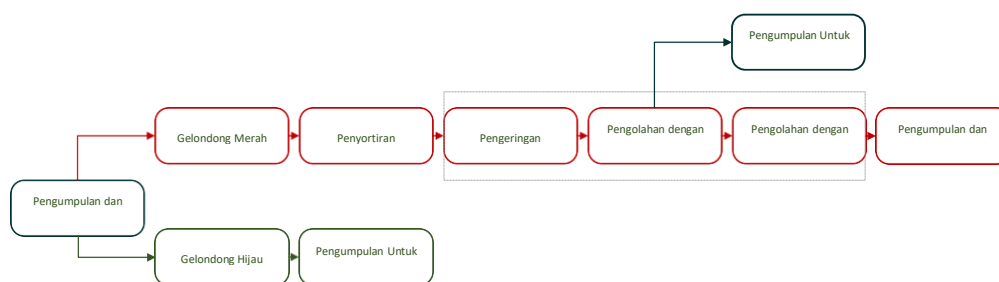 Pengumpulan Untuk
Gelondong Merah
Penyortiran
Pengeringan
Pengolahan dengan
Pengolahan dengan
Pengumpulan dan
Pengumpulan dan
Gelondong Hijau
Pengumpulan Untuk